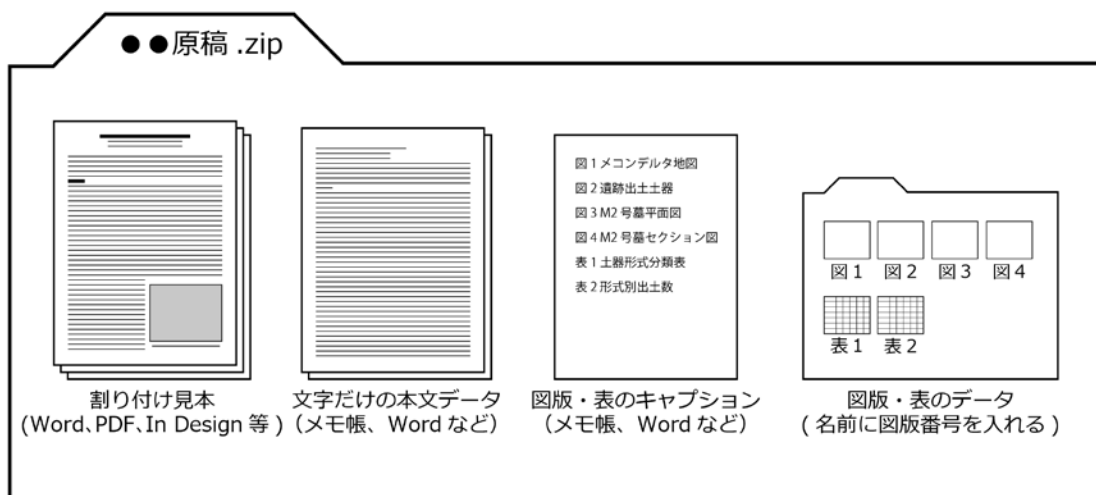 ●●原稿 .zip
図 1 メコンデルタ地図
図 2 遺跡出土土器
図 3 M2 号墓平面図
図 4 M2 号墓セクション図
表 1 土器形式分類表
表 2 形式別出土数
図 1 図 2 図 3 図 4
表 1 表 2
割り付け見本
(Word、PDF、In Design 等 )
文字だけの本文データ
（メモ帳、Word など）
図版・表のキャプション
（メモ帳、Word など）
図版・表のデータ
( 名前に図版番号を入れる )